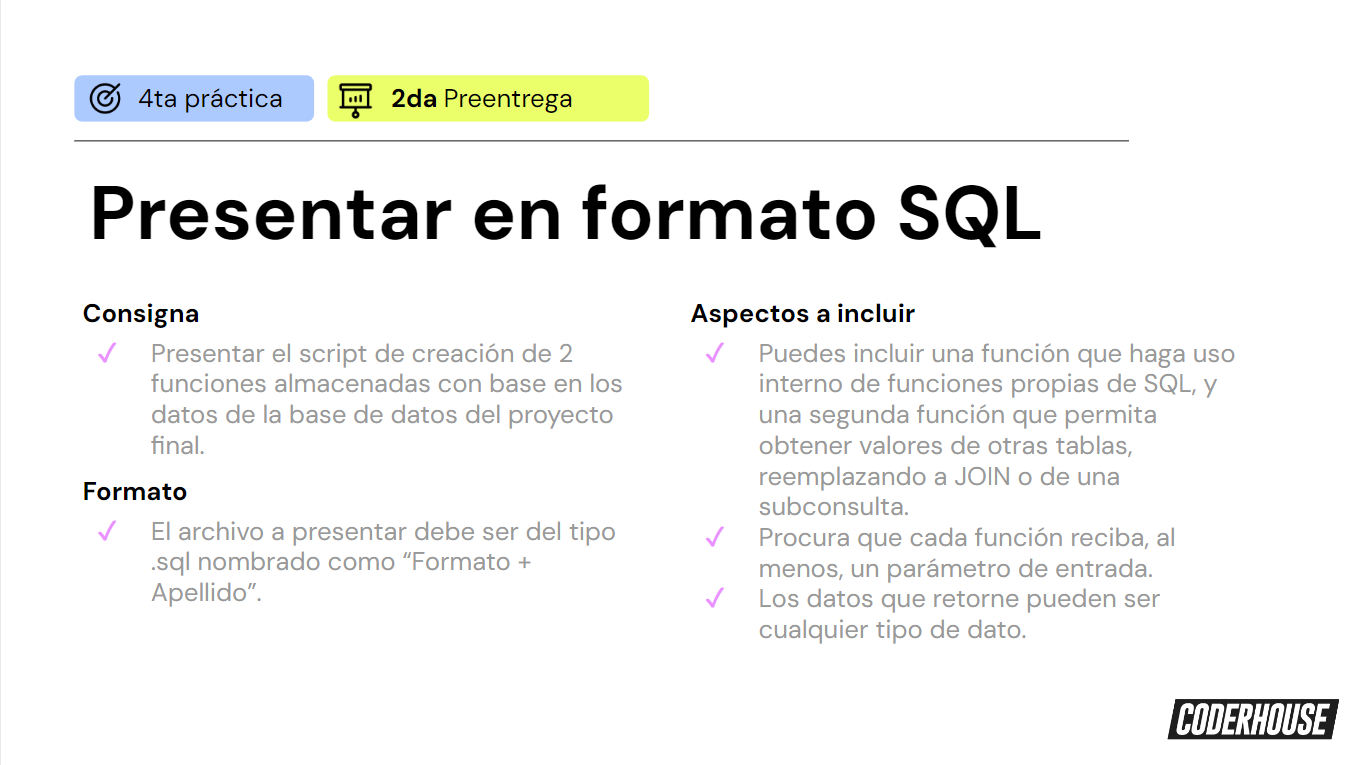 4ta práctica
2da Preentrega
Presentar en formato SQL
Consigna
✓ Presentar el script de creación de 2
funciones almacenadas con base en los
datos de la base de datos del proyecto
final.
Formato
✓ El archivo a presentar debe ser del tipo
.sql nombrado como “Formato +
Apellido”.
Aspectos a incluir
✓ Puedes incluir una función que haga uso
interno de funciones propias de SQL, y
una segunda función que permita
obtener valores de otras tablas,
reemplazando a JOIN o de una
subconsulta.
✓ Procura que cada función reciba, al
menos, un parámetro de entrada.
✓ Los datos que retorne pueden ser
cualquier tipo de dato.
CODERHOUSE